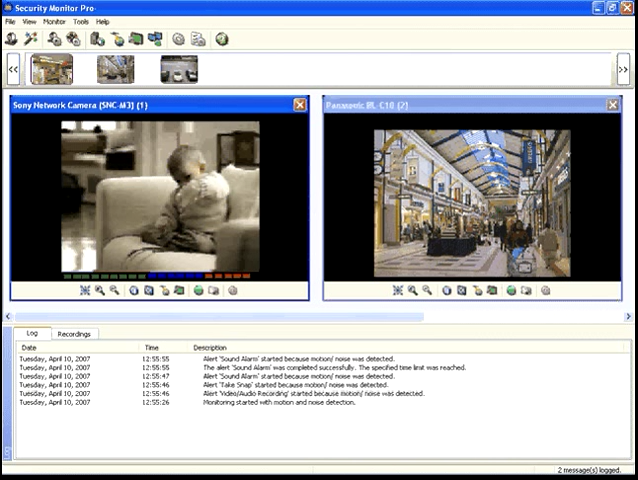 Security Monitor Pro-
File View Monitor Tools Help
<<
>>
Sony Network Camera (SNC-M3) (1)
Panasonic BL-C10 (2)
Log
Recordings
Date Time Description
Tuesday, April 10, 2007 12:55:55 Alert 'Sound Alarm' started because motion/ noise was detected.
Tuesday, April 10, 2007 12:55:55 The alert 'Sound Alarm' was completed successfully. The specified time limit was reached.
Tuesday, April 10, 2007 12:55:47 Alert 'Sound Alarm' started because motion/ noise was detected.
Tuesday, April 10, 2007 12:55:46 Alert 'Take Snap' started because motion/ noise was detected.
Tuesday, April 10, 2007 12:55:46 Alert 'Video/Audio Recording' started because motion/ noise was detected.
Tuesday, April 10, 2007 12:55:26 Monitoring started with motion and noise detection.
Log
2 message(s) logged.